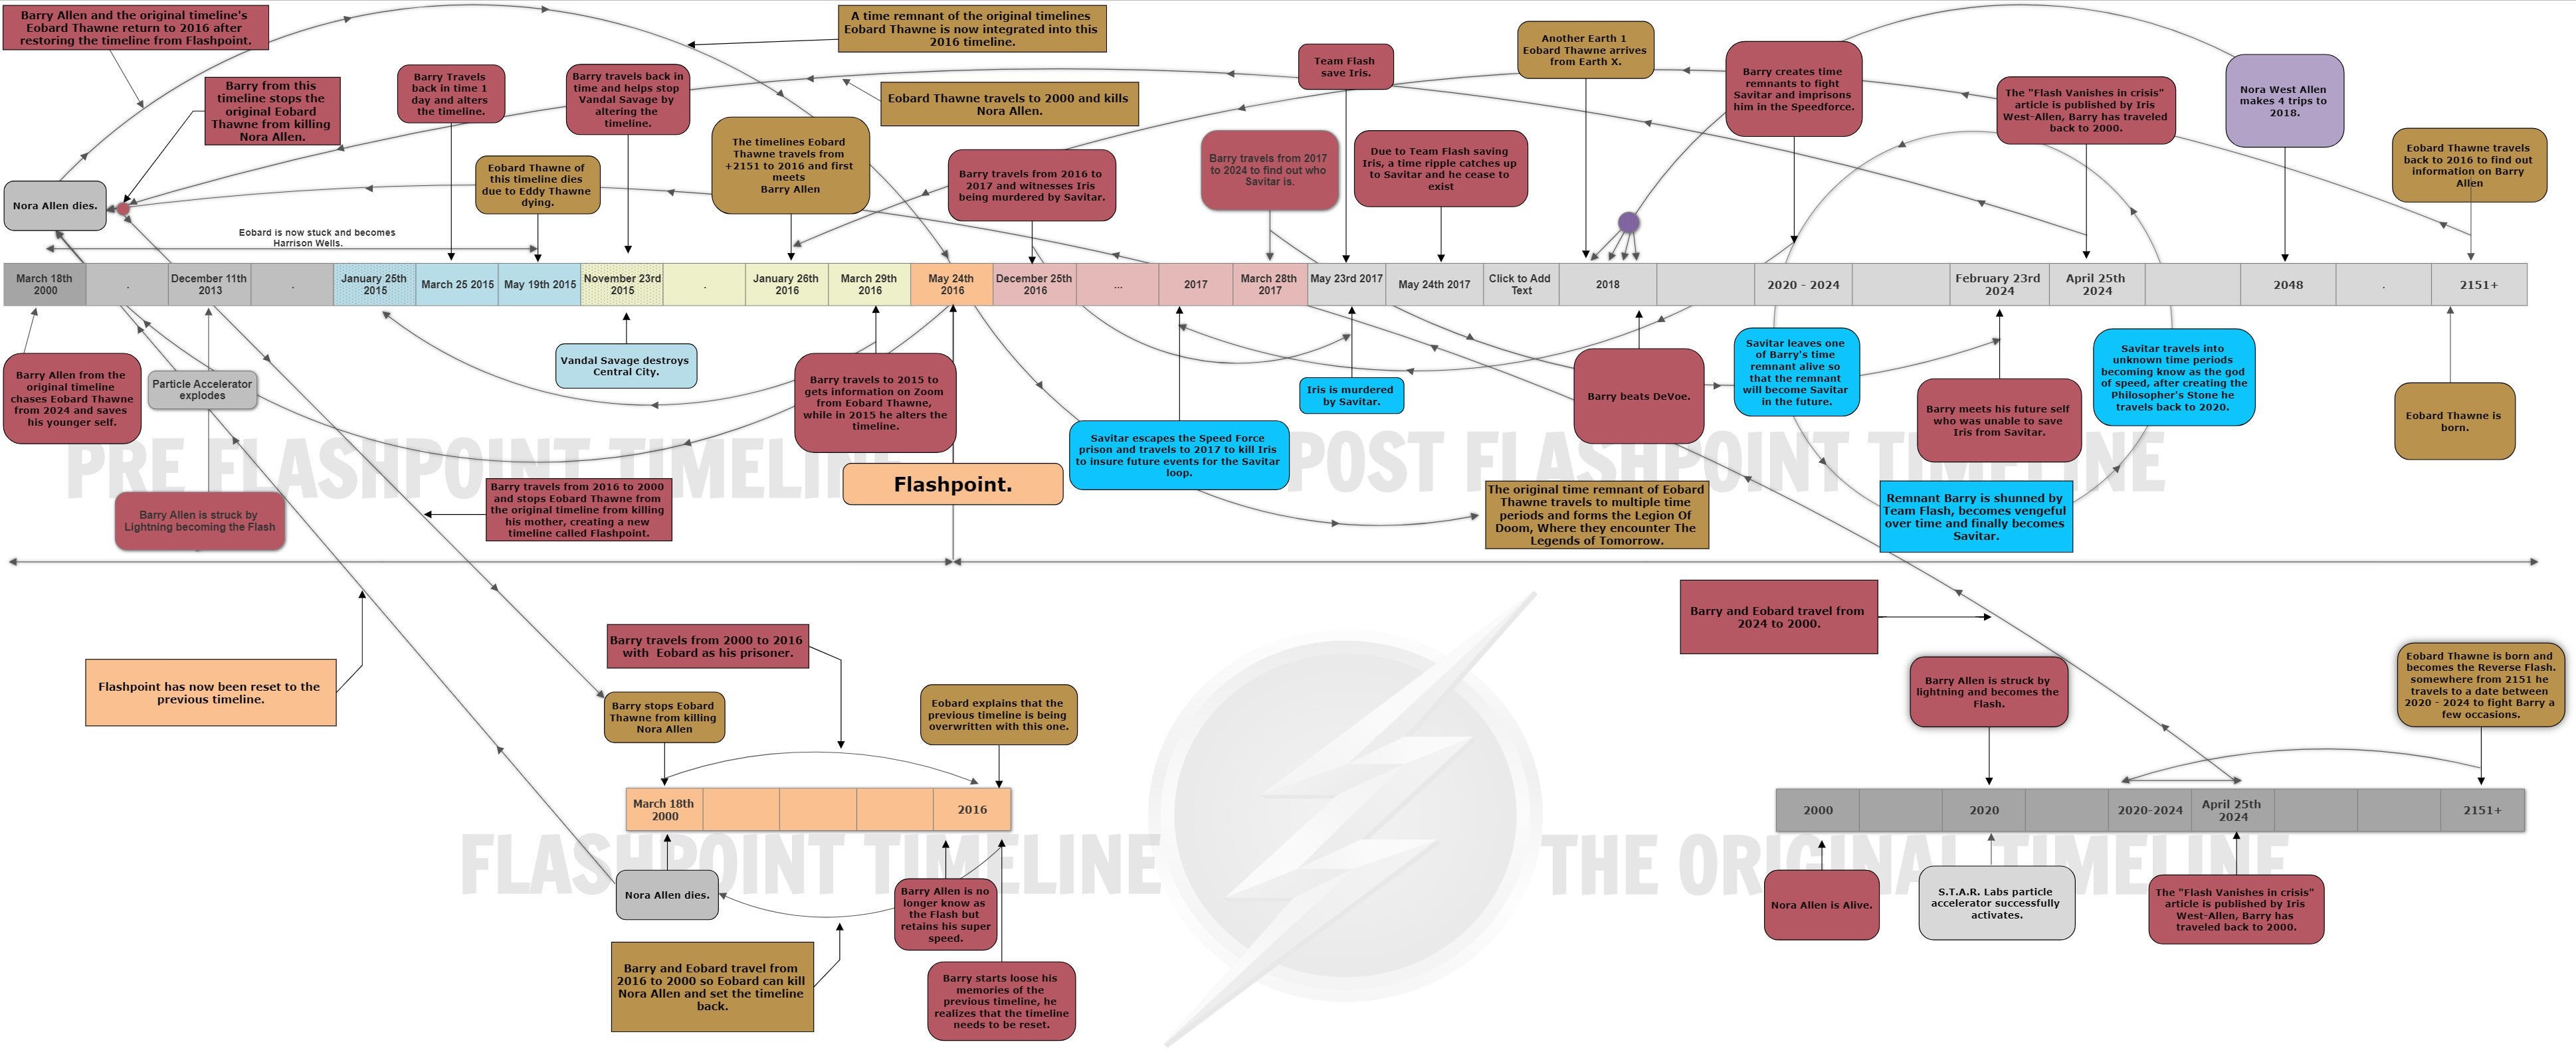 Barry Allen and the original timeline's
Eobard Thawne return to 2016 after
restoring the timeline from Flashpoint.
A time remnant of the original timelines
Eobard Thawne is now integrated into this
2016 timeline.
Barry from this
timeline stops the
original Eobard
Thawne from killing
Nora Allen.
Barry Travels
back in time 1
day and alters
the timeline.
Barry travels back in
time and helps stop
Vandal Savage by
altering the
timeline.
Eobard Thawne travels to 2000 and kills
Nora Allen.
Team Flash
save Iris.
Another Earth 1
Eobard Thawne arrives
from Earth X.
Barry creates time
remnants to fight
Savitar and imprisons
him in the Speedforce.
The "Flash Vanishes in crisis"
article is published by Iris
West-Allen, Barry has traveled
back to 2000.
Nora West Allen
makes 4 trips to
2018.
Eobard Thawne travels
back to 2016 to find out
information on Barry
Allen
Nora Allen dies.
Eobard Thawne of
this timeline dies
due to Eddy Thawne
dying.
The timelines Eobard
Thawne travels from
+2151 to 2016 and first
meets
Barry Allen
Barry travels from 2016 to
2017 and witnesses Iris
being murdered by Savitar.
Barry travels from 2017
to 2024 to find out who
Savitar is.
Due to Team Flash saving
Iris, a time ripple catches up
to Savitar and he cease to
exist
Eobard is now stuck and becomes
Harrison Wells.
March 18th
2000
.
December 11th
2013
.
January 25th
2015
March 25 2015
May 19th 2015
November 23rd
2015
.
January 26th
2016
March 29th
2016
May 24th
2016
December 25th
2016
...
2017
March 28th
2017
May 23rd 2017
May 24th 2017
Click to Add
Text
2018
2020 - 2024
February 23rd
2024
April 25th
2024
2048
.
2151+
Barry Allen from the
original timeline
chases Eobard Thawne
from 2024 and saves
his younger self.
Particle Accelerator
explodes
Vandal Savage destroys
Central City.
Barry travels to 2015 to
gets information on Zoom
from Eobard Thawne,
while in 2015 he alters the
timeline.
Iris is murdered
by Savitar.
Barry beats DeVoe.
Savitar leaves one
of Barry's time
remnant alive so
that the remnant
will become Savitar
in the future.
Barry meets his future self
who was unable to save
Iris from Savitar.
Savitar travels into
unknown time periods
becoming know as the god
of speed, after creating the
Philosopher's Stone he
travels back to 2020.
Eobard Thawne is
born.
PRE FLASHPOINT TIMELINE
POST FLASHPOINT TIMELINE
Barry Allen is struck by
Lightning becoming the Flash
Barry travels from 2016 to 2000
and stops Eobard Thawne from
the original timeline from killing
his mother, creating a new
timeline called Flashpoint.
Flashpoint.
Savitar escapes the Speed Force
prison and travels to 2017 to kill Iris
to insure future events for the Savitar
loop.
The original time remnant of Eobard
Thawne travels to multiple time
periods and forms the Legion Of
Doom, Where they encounter The
Legends of Tomorrow.
Remnant Barry is shunned by
Team Flash, becomes vengeful
over time and finally becomes
Savitar.
Flashpoint has now been reset to the
previous timeline.
Barry travels from 2000 to 2016
with Eobard as his prisoner.
Barry stops Eobard
Thawne from killing
Nora Allen
Eobard explains that the
previous timeline is being
overwritten with this one.
March 18th
2000
2016
FLASHPOINT TIMELINE
Nora Allen dies.
Barry Allen is no
longer know as
the Flash but
retains his super
speed.
Barry and Eobard travel from
2016 to 2000 so Eobard can kill
Nora Allen and set the timeline
back.
Barry starts loose his
memories of the
previous timeline, he
realizes that the timeline
needs to be reset.
Barry and Eobard travel from
2024 to 2000.
Barry Allen is struck by
lightning and becomes the
Flash.
Eobard Thawne is born and
becomes the Reverse Flash.
somewhere from 2151 he
travels to a date between
2020 - 2024 to fight Barry a
few occasions.
2000
2020
2020-2024
April 25th
2024
2151+
THE ORIGINAL TIMELINE
Nora Allen is Alive.
S.T.A.R. Labs particle
accelerator successfully
activates.
The "Flash Vanishes in crisis"
article is published by Iris
West-Allen, Barry has
traveled back to 2000.